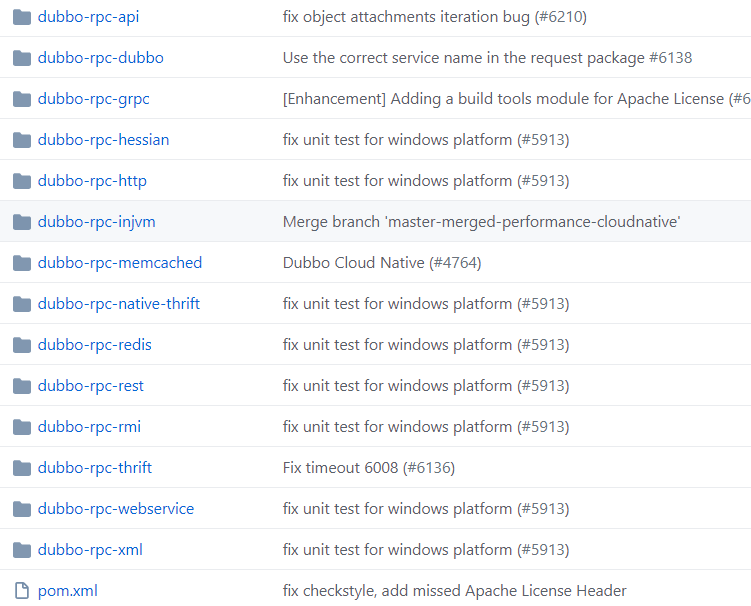 dubbo-rpc-api fix object attachments iteration bug (#6210)
dubbo-rpc-dubbo Use the correct service name in the request package #6138
dubbo-rpc-grpc [Enhancement] Adding a build tools module for Apache License (#6
dubbo-rpc-hessian fix unit test for windows platform (#5913)
dubbo-rpc-http fix unit test for windows platform (#5913)
dubbo-rpc-injvm Merge branch 'master-merged-performance-cloudnative'
dubbo-rpc-memcached Dubbo Cloud Native (#4764)
dubbo-rpc-native-thrift fix unit test for windows platform (#5913)
dubbo-rpc-redis fix unit test for windows platform (#5913)
dubbo-rpc-rest fix unit test for windows platform (#5913)
dubbo-rpc-rmi fix unit test for windows platform (#5913)
dubbo-rpc-thrift Fix timeout 6008 (#6136)
dubbo-rpc-webservice fix unit test for windows platform (#5913)
dubbo-rpc-xml fix unit test for windows platform (#5913)
pom.xml fix checkstyle, add missed Apache License Header